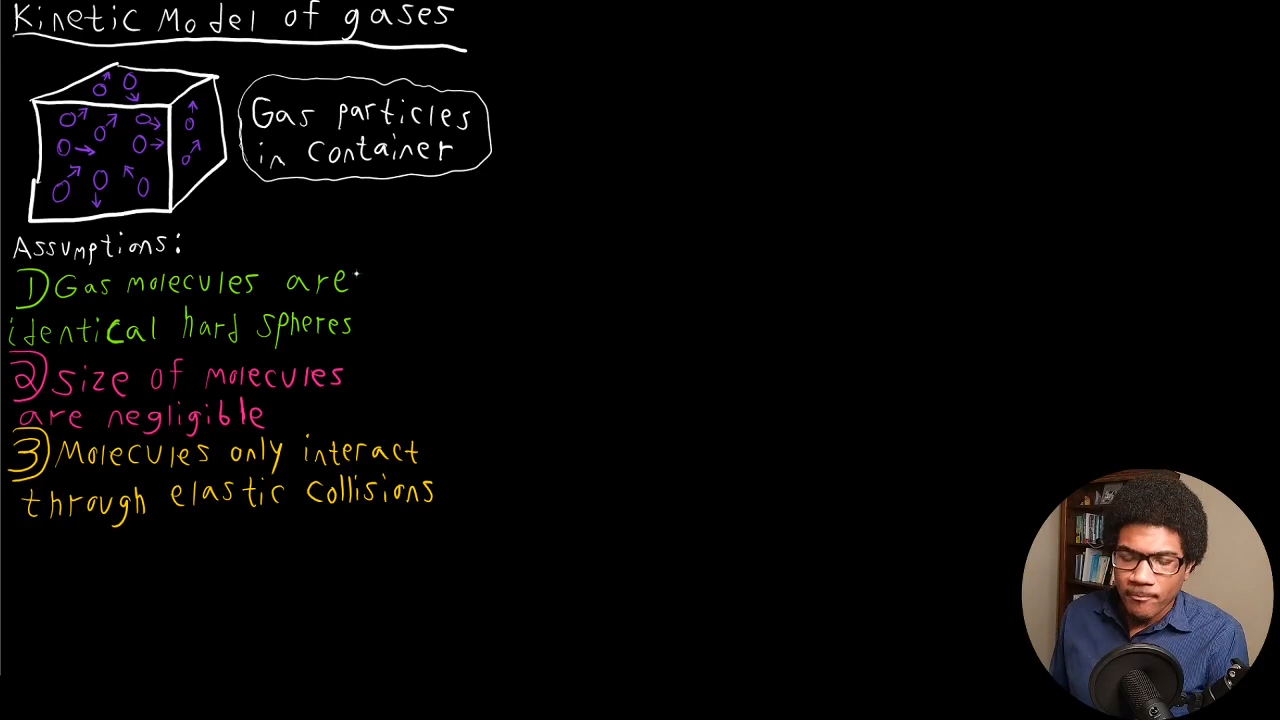 Kinetic Model of gases
Gas particles
in container
Assumptions:
1) Gas molecules are
identical hard spheres
2) size of molecules
are negligible
3) Molecules only interact
through elastic collisions